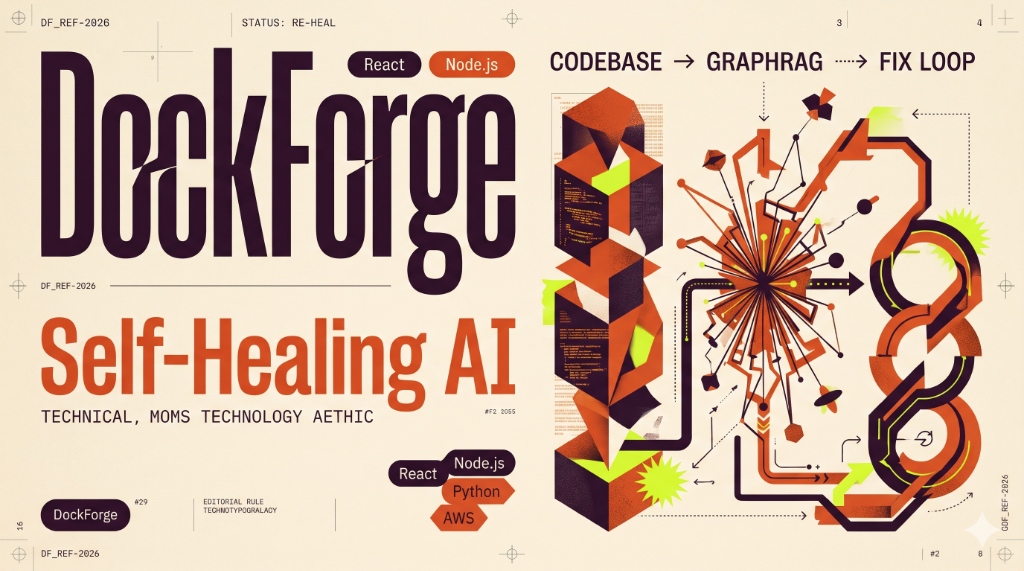 DF_REF-2026
STATUS: RE-HEAL
3
4
DockForge
React
Node.js
CODEBASE → GRAPHRAG → FIX LOOP
DF_REF-2026
Self-Healing AI
TECHNICAL, MOMS TECHNOLOGY AETHIC
#F2 2055
React
Node.js
Python
AWS
DockForge
#29
EDITORIAL RULE
TECHNOTYPOGRALACY
16
DF_REF-2026
GDF_REF-2026
#2
8